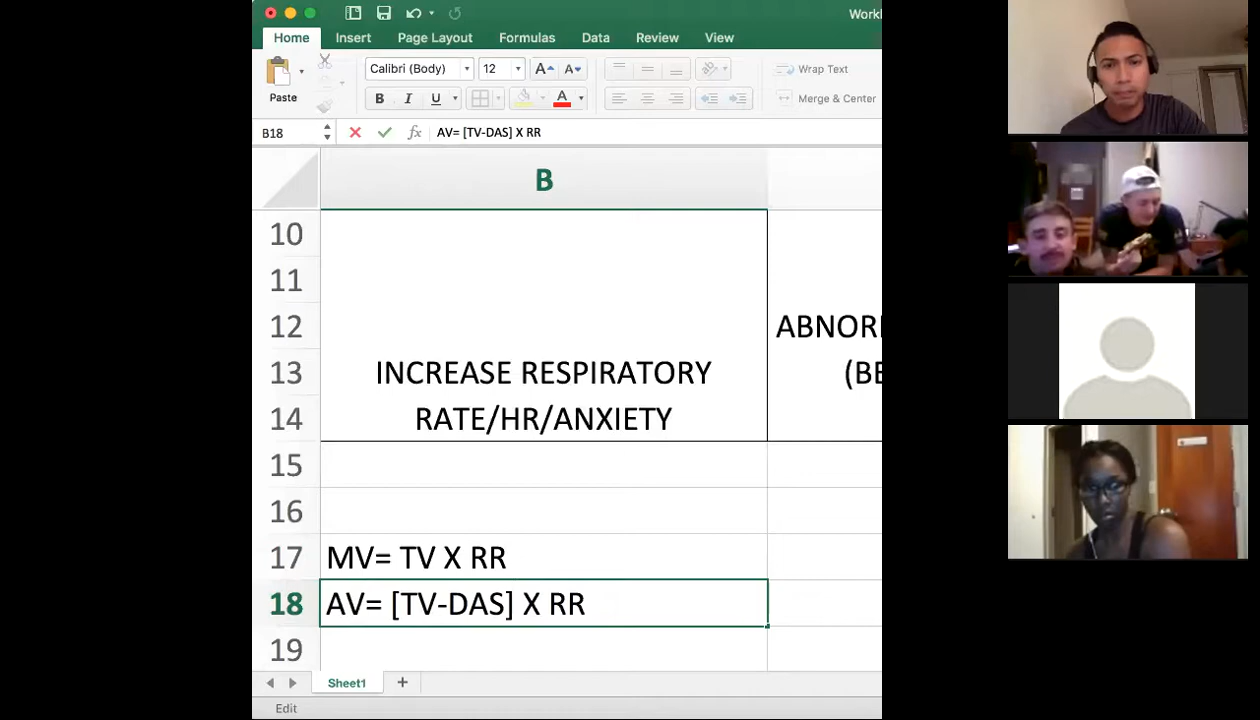 Workb
Home Insert Page Layout Formulas Data Review View
Paste
Calibri (Body) 12 A A
B I U A
Wrap Text
Merge & Center
B18 fx AV= [TV-DAS] X RR
B
10
11
12 ABNORI
13 INCREASE RESPIRATORY (BE
14 RATE/HR/ANXIETY
15
16
17 MV= TV X RR
18 AV= [TV-DAS] X RR
19
Sheet1 +
Edit